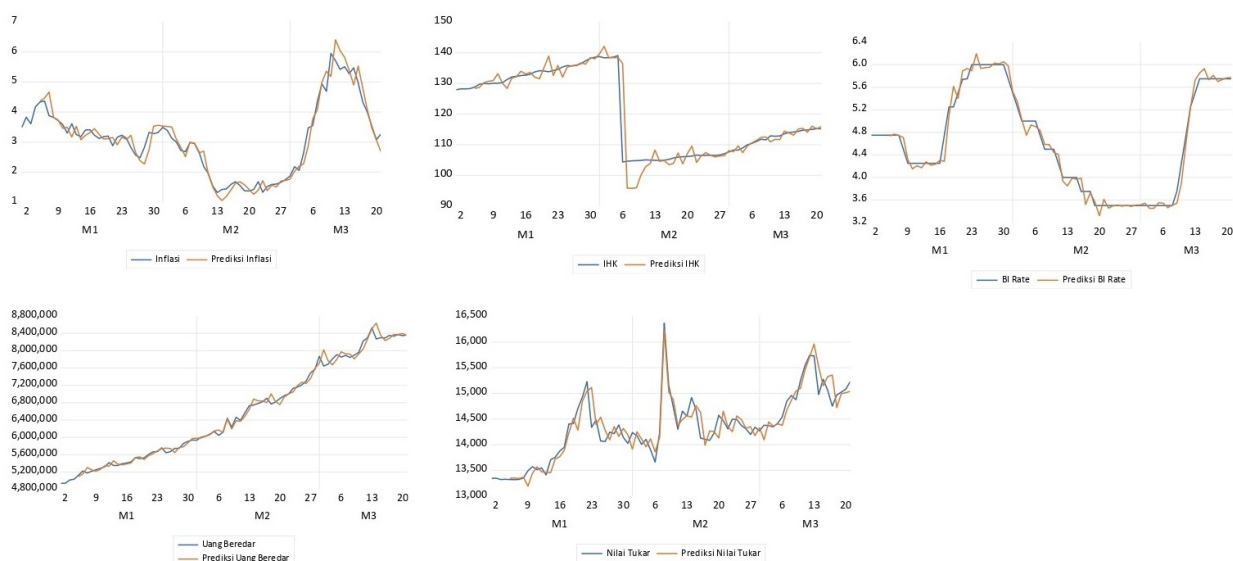 7
6
5
4
3
2
1
2 9 16 23 30 6 13 20 27 6 13 20
M1 M2 M3
Inflasi Prediksi Inflasi
150
140
130
120
110
100
90
2 9 16 23 30 6 13 20 27 6 13 20
M1 M2 M3
IHK Prediksi IHK
6.4
6.0
5.6
5.2
4.8
4.4
4.0
3.6
3.2
2 9 16 23 30 6 13 20 27 6 13 20
M1 M2 M3
BI Rate Prediksi BI Rate
8,800,000
8,400,000
8,000,000
7,600,000
7,200,000
6,800,000
6,400,000
6,000,000
5,600,000
5,200,000
4,800,000
2 9 16 23 30 6 13 20 27 6 13 20
M1 M2 M3
Uang Beredar
Prediksi Uang Beredar
16,500
16,000
15,500
15,000
14,500
14,000
13,500
13,000
2 9 16 23 30 6 13 20 27 6 13 20
M1 M2 M3
Nilai Tukar Prediksi Nilai Tukar